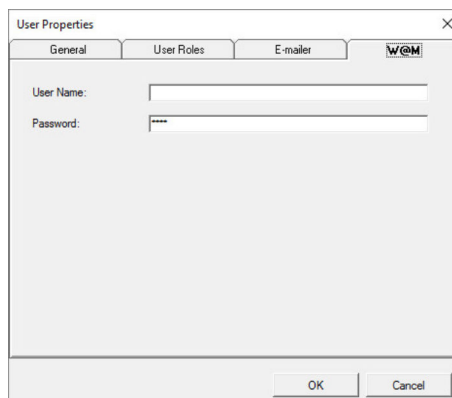 User Properties
General User Roles E-mailer W@M
User Name:
Password: ****
OK Cancel